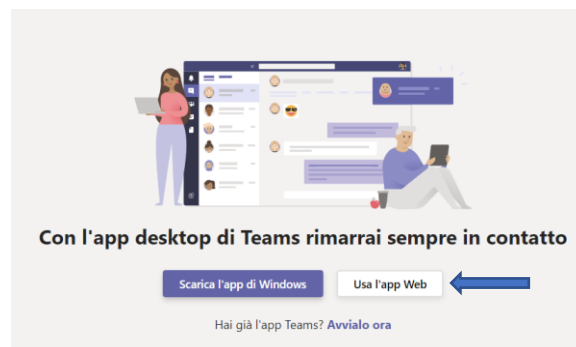 Con l'app desktop di Teams rimarrai sempre in contatto
Scarica l'app di Windows
Usa l'app Web
Hai già l'app Teams? Avvialo ora